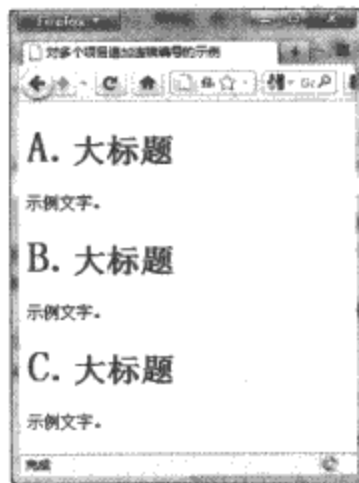 Firefox
对多个项目追加连续编号的示例
A. 大标题
示例文字。
B. 大标题
示例文字。
C. 大标题
示例文字。
完成